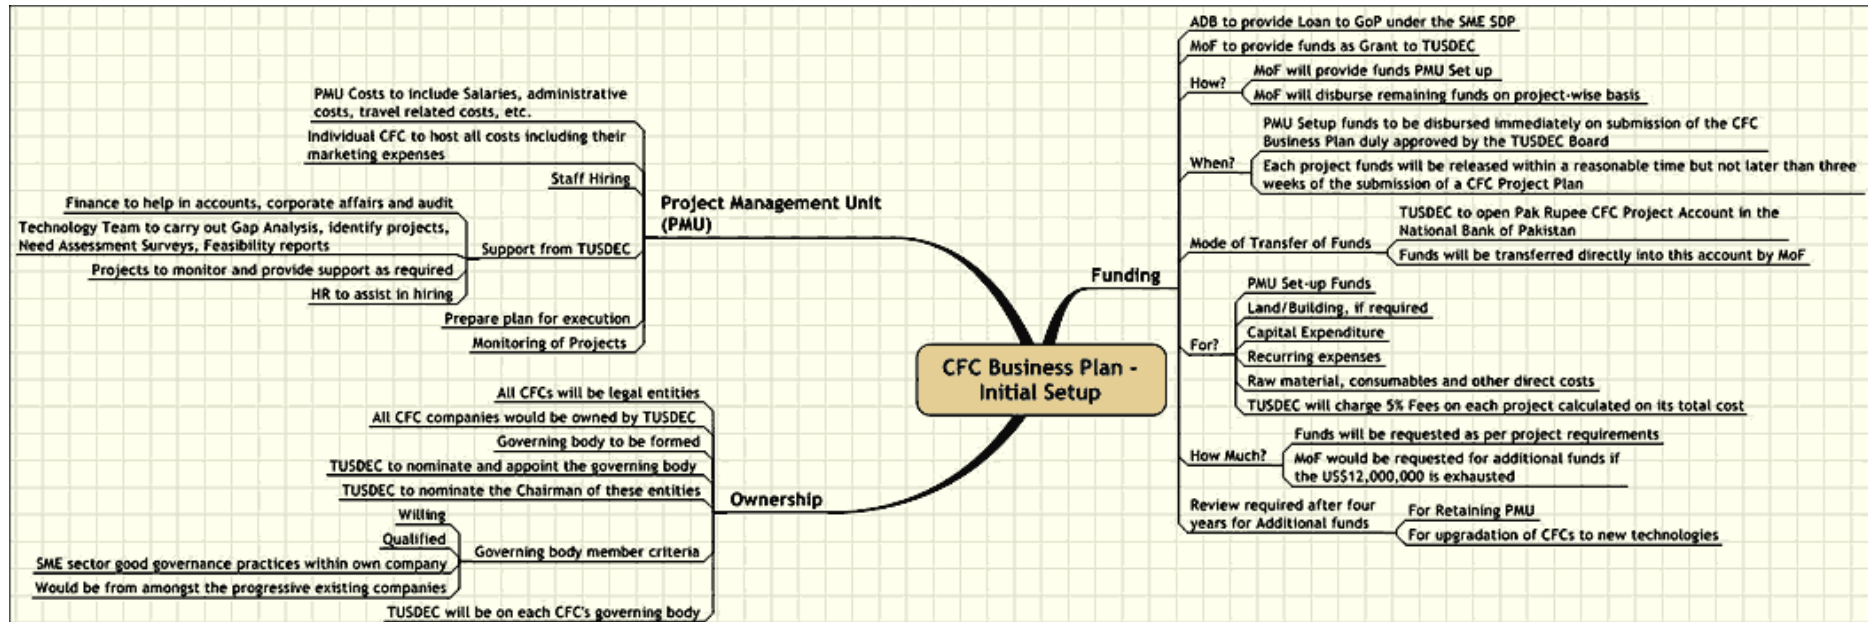 CFC Business Plan -
Initial Setup
Funding
ADB to provide Loan to GoP under the SME SDP
MoF to provide funds as Grant to TUSDEC
How?
MoF will provide funds PMU Set up
MoF will disburse remaining funds on project-wise basis
When?
PMU Setup funds to be disbursed immediately on submission of the CFC
Business Plan duly approved by the TUSDEC Board
Each project funds will be released within a reasonable time but not later than three
weeks of the submission of a CFC Project Plan
Mode of Transfer of Funds
TUSDEC to open Pak Rupee CFC Project Account in the
National Bank of Pakistan
Funds will be transferred directly into this account by MoF
For?
PMU Set-up Funds
Land/Building, if required
Capital Expenditure
Recurring expenses
Raw material, consumables and other direct costs
TUSDEC will charge 5% Fees on each project calculated on its total cost
How Much?
Funds will be requested as per project requirements
MoF would be requested for additional funds if
the US$12,000,000 is exhausted
Review required after four
years for Additional funds
For Retaining PMU
For upgradation of CFCs to new technologies
Project Management Unit
(PMU)
PMU Costs to include Salaries, administrative
costs, travel related costs, etc.
Individual CFC to host all costs including their
marketing expenses
Staff Hiring
Support from TUSDEC
Finance to help in accounts, corporate affairs and audit
Technology Team to carry out Gap Analysis, identify projects,
Need Assessment Surveys, Feasibility reports
Projects to monitor and provide support as required
HR to assist in hiring
Prepare plan for execution
Monitoring of Projects
Ownership
All CFCs will be legal entities
All CFC companies would be owned by TUSDEC
Governing body to be formed
TUSDEC to nominate and appoint the governing body
TUSDEC to nominate the Chairman of these entities
Governing body member criteria
Willing
Qualified
SME sector good governance practices within own company
Would be from amongst the progressive existing companies
TUSDEC will be on each CFC's governing body